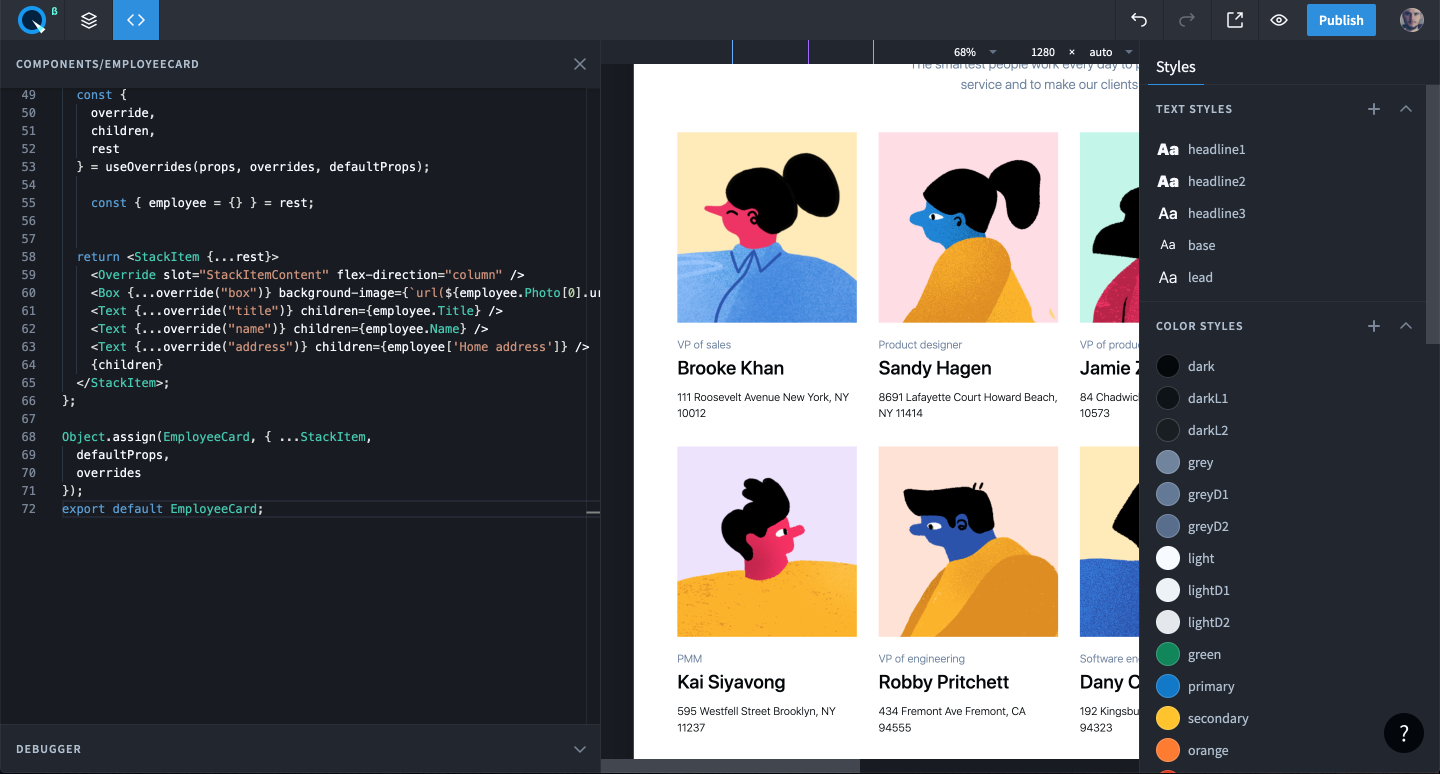 β
Publish
COMPONENTS/EMPLOYEECARD
49 const {
50 override,
51 children,
52 rest
53 } = useOverrides(props, overrides, defaultProps);
54
55 const { employee = {} } = rest;
56
57
58 return <StackItem {...rest}>
59 <Override slot="StackItemContent" flex-direction="column" />
60 <Box {...override("box")} background-image={`url(${employee.Photo[0].ur
61 <Text {...override("title")} children={employee.Title} />
62 <Text {...override("name")} children={employee.Name} />
63 <Text {...override("address")} children={employee['Home address']} />
64 {children}
65 </StackItem>;
66 };
67
68 Object.assign(EmployeeCard, { ...StackItem,
69 defaultProps,
70 overrides
71 });
72 export default EmployeeCard;
DEBUGGER
68% 1280 × auto
The smartest people work every day to p
service and to make our clients
VP of sales
Brooke Khan
111 Roosevelt Avenue New York, NY
10012
Product designer
Sandy Hagen
8691 Lafayette Court Howard Beach,
NY 11414
VP of produ
Jamie Z
84 Chadwic
10573
PMM
Kai Siyavong
595 Westfell Street Brooklyn, NY
11237
VP of engineering
Robby Pritchett
434 Fremont Ave Fremont, CA
94555
Software en
Dany C
192 Kingsbu
94323
Styles
TEXT STYLES
Aa headline1
Aa headline2
Aa headline3
Aa base
Aa lead
COLOR STYLES
dark
darkL1
darkL2
grey
greyD1
greyD2
light
lightD1
lightD2
green
primary
secondary
orange
?